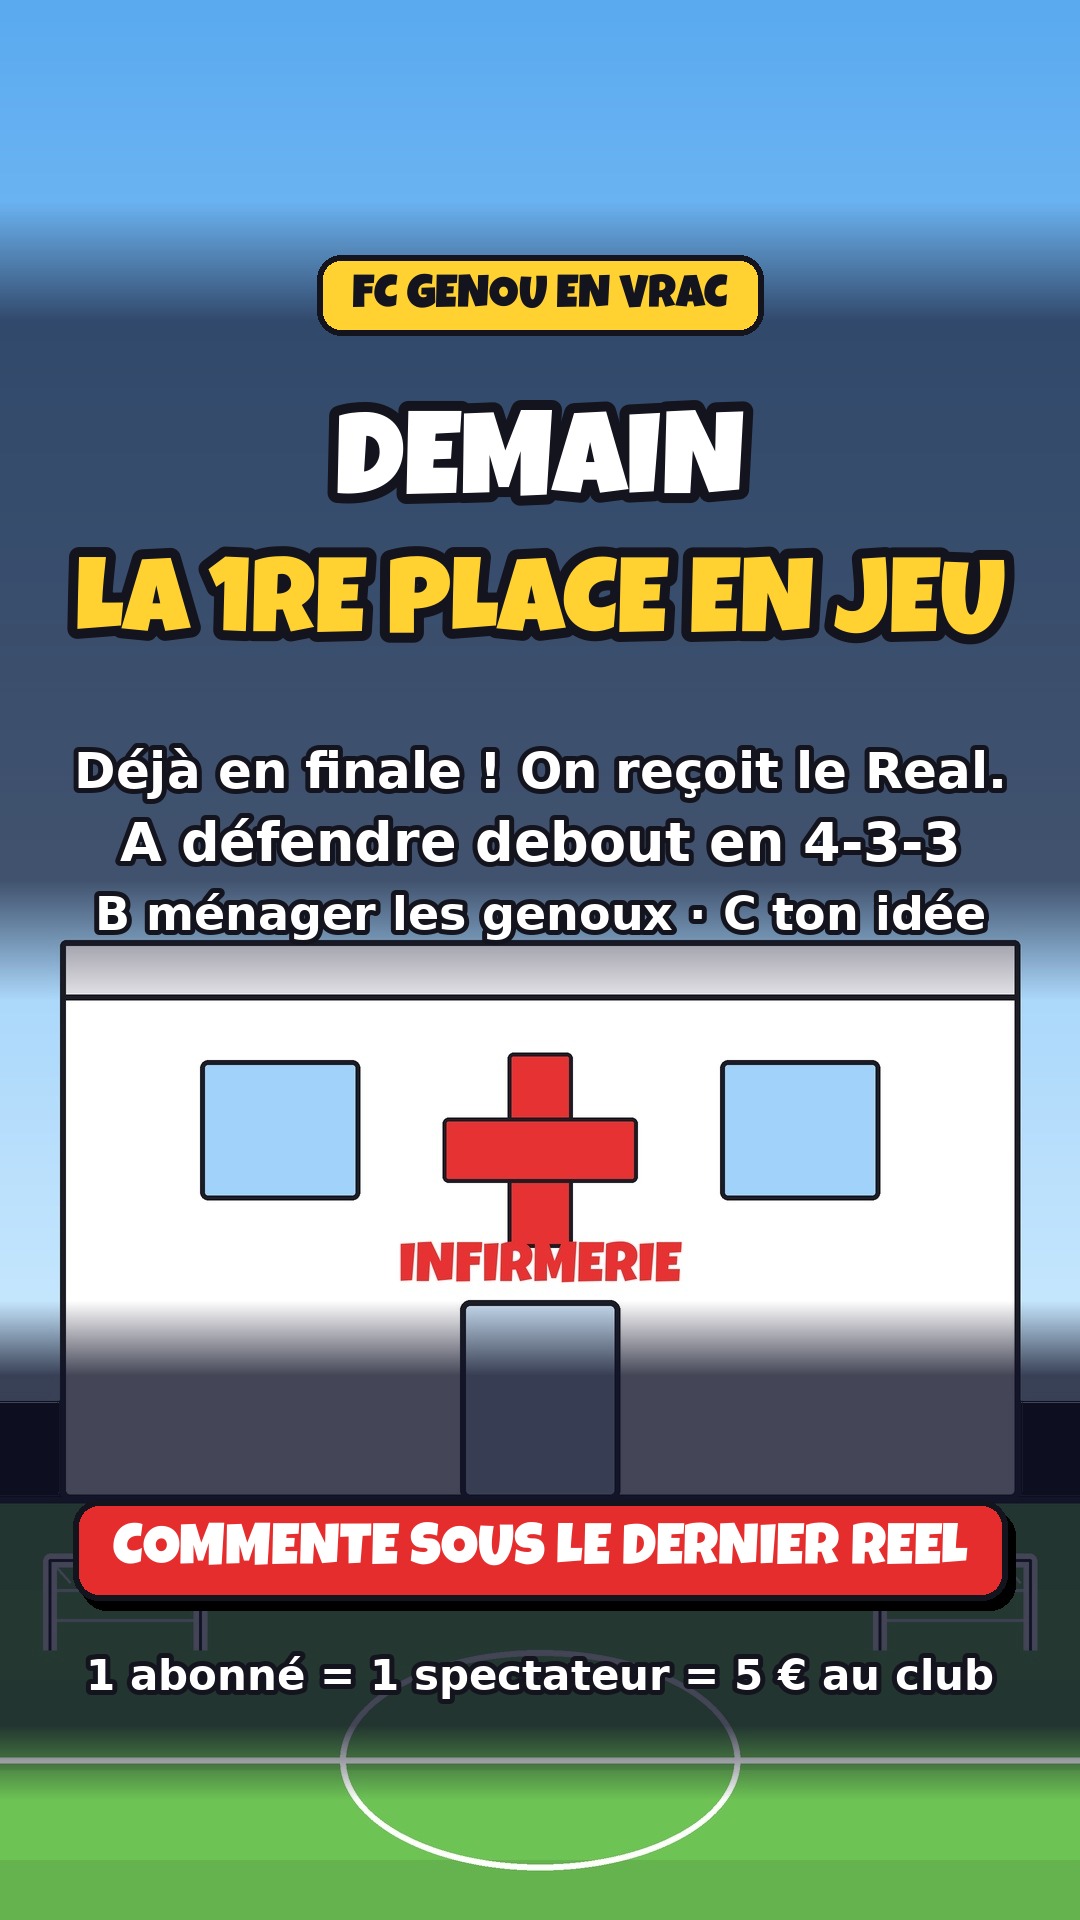 FC GENOU EN VRAC
DEMAIN
LA 1RE PLACE EN JEU
Déjà en finale ! On reçoit le Real.
A défendre debout en 4-3-3
B ménager les genoux · C ton idée
INFIRMERIE
COMMENTE SOUS LE DERNIER REEL
1 abonné = 1 spectateur = 5 € au club